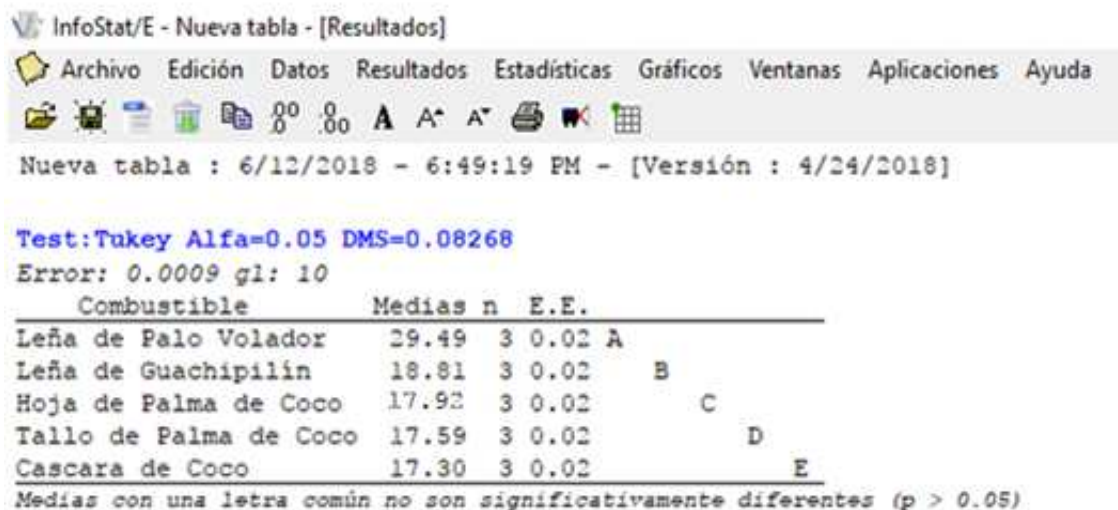 InfoStat/E - Nueva tabla - [Resultados]
Archivo Edición Datos Resultados Estadísticas Gráficos Ventanas Aplicaciones Ayuda
Nueva tabla : 6/12/2018 - 6:49:19 PM - [Versión : 4/24/2018]
Test:Tukey Alfa=0.05 DMS=0.08268
Error: 0.0009 gl: 10
Combustible Medias n E.E.
Leña de Palo Volador 29.49 3 0.02 A
Leña de Guachipilín 18.81 3 0.02 B
Hoja de Palma de Coco 17.92 3 0.02 C
Tallo de Palma de Coco 17.59 3 0.02 D
Cascara de Coco 17.30 3 0.02 E
Medias con una letra común no son significativamente diferentes (p > 0.05)